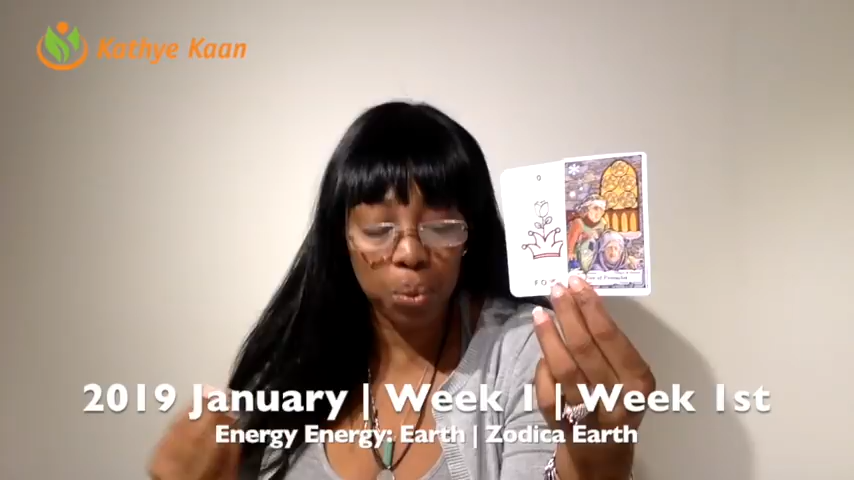 Kathye Kaan
2019 January | Week 1 | Week 1st
Energy Energy: Earth | Zodica Earth